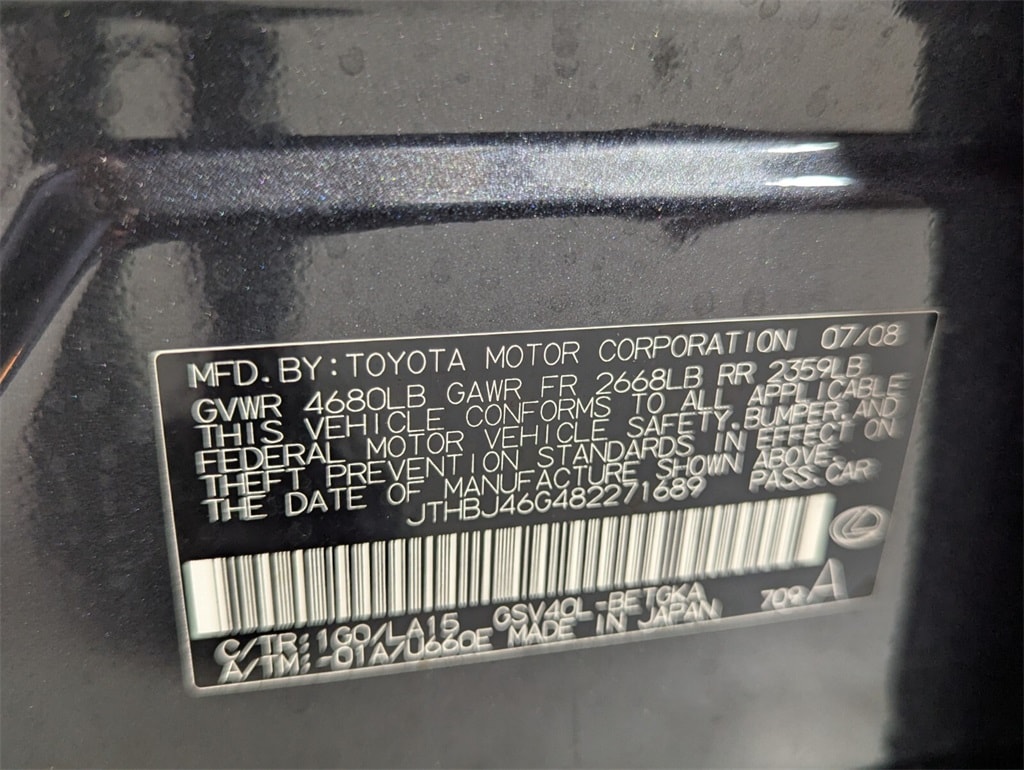 MFD. BY: TOYOTA MOTOR CORPORATION 07/08
GVWR 4680LB GAWR FR 2668LB RR 2359LB
THIS VEHICLE CONFORMS TO ALL APPLICABLE
FEDERAL MOTOR VEHICLE SAFETY, BUMPER, AND
THEFT PREVENTION STANDARDS IN EFFECT ON
THE DATE OF MANUFACTURE SHOWN ABOVE.
JTHBJ46G482271689 PASS. CAR
C/TR: 1G0/LA15 GSV40L-BETGKA 709 A
A/TM: -01A/U660E MADE IN JAPAN